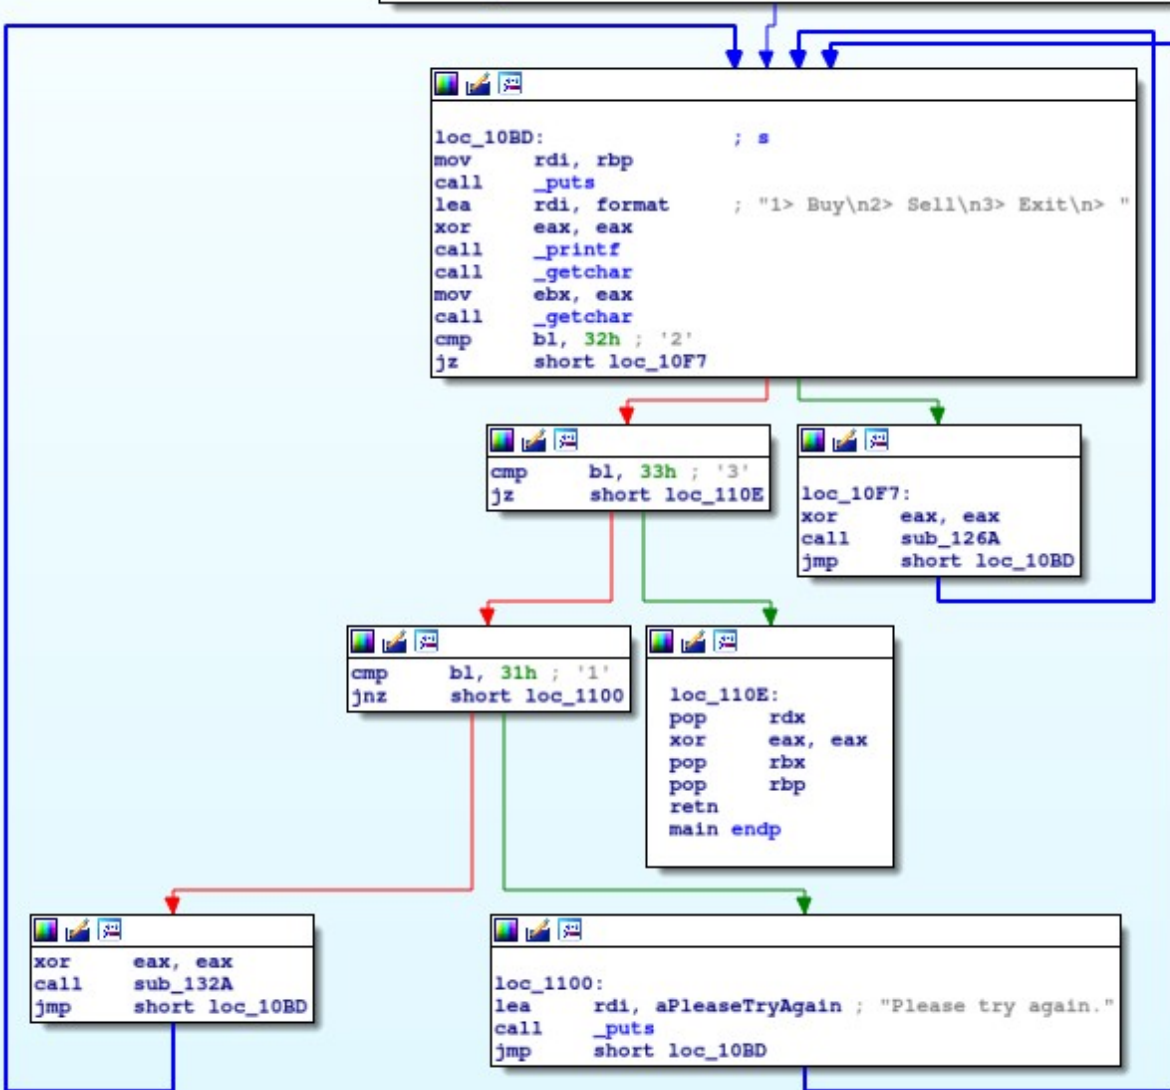 loc_10BD: ; s
mov rdi, rbp
call _puts
lea rdi, format ; "1> Buy\n2> Sell\n3> Exit\n> "
xor eax, eax
call _printf
call _getchar
mov ebx, eax
call _getchar
cmp bl, 32h ; '2'
jz short loc_10F7
cmp bl, 33h ; '3'
jz short loc_110E
loc_10F7:
xor eax, eax
call sub_126A
jmp short loc_10BD
cmp bl, 31h ; '1'
jnz short loc_1100
loc_110E:
pop rdx
xor eax, eax
pop rbx
pop rbp
retn
main endp
xor eax, eax
call sub_132A
jmp short loc_10BD
loc_1100:
lea rdi, aPleaseTryAgain ; "Please try again."
call _puts
jmp short loc_10BD